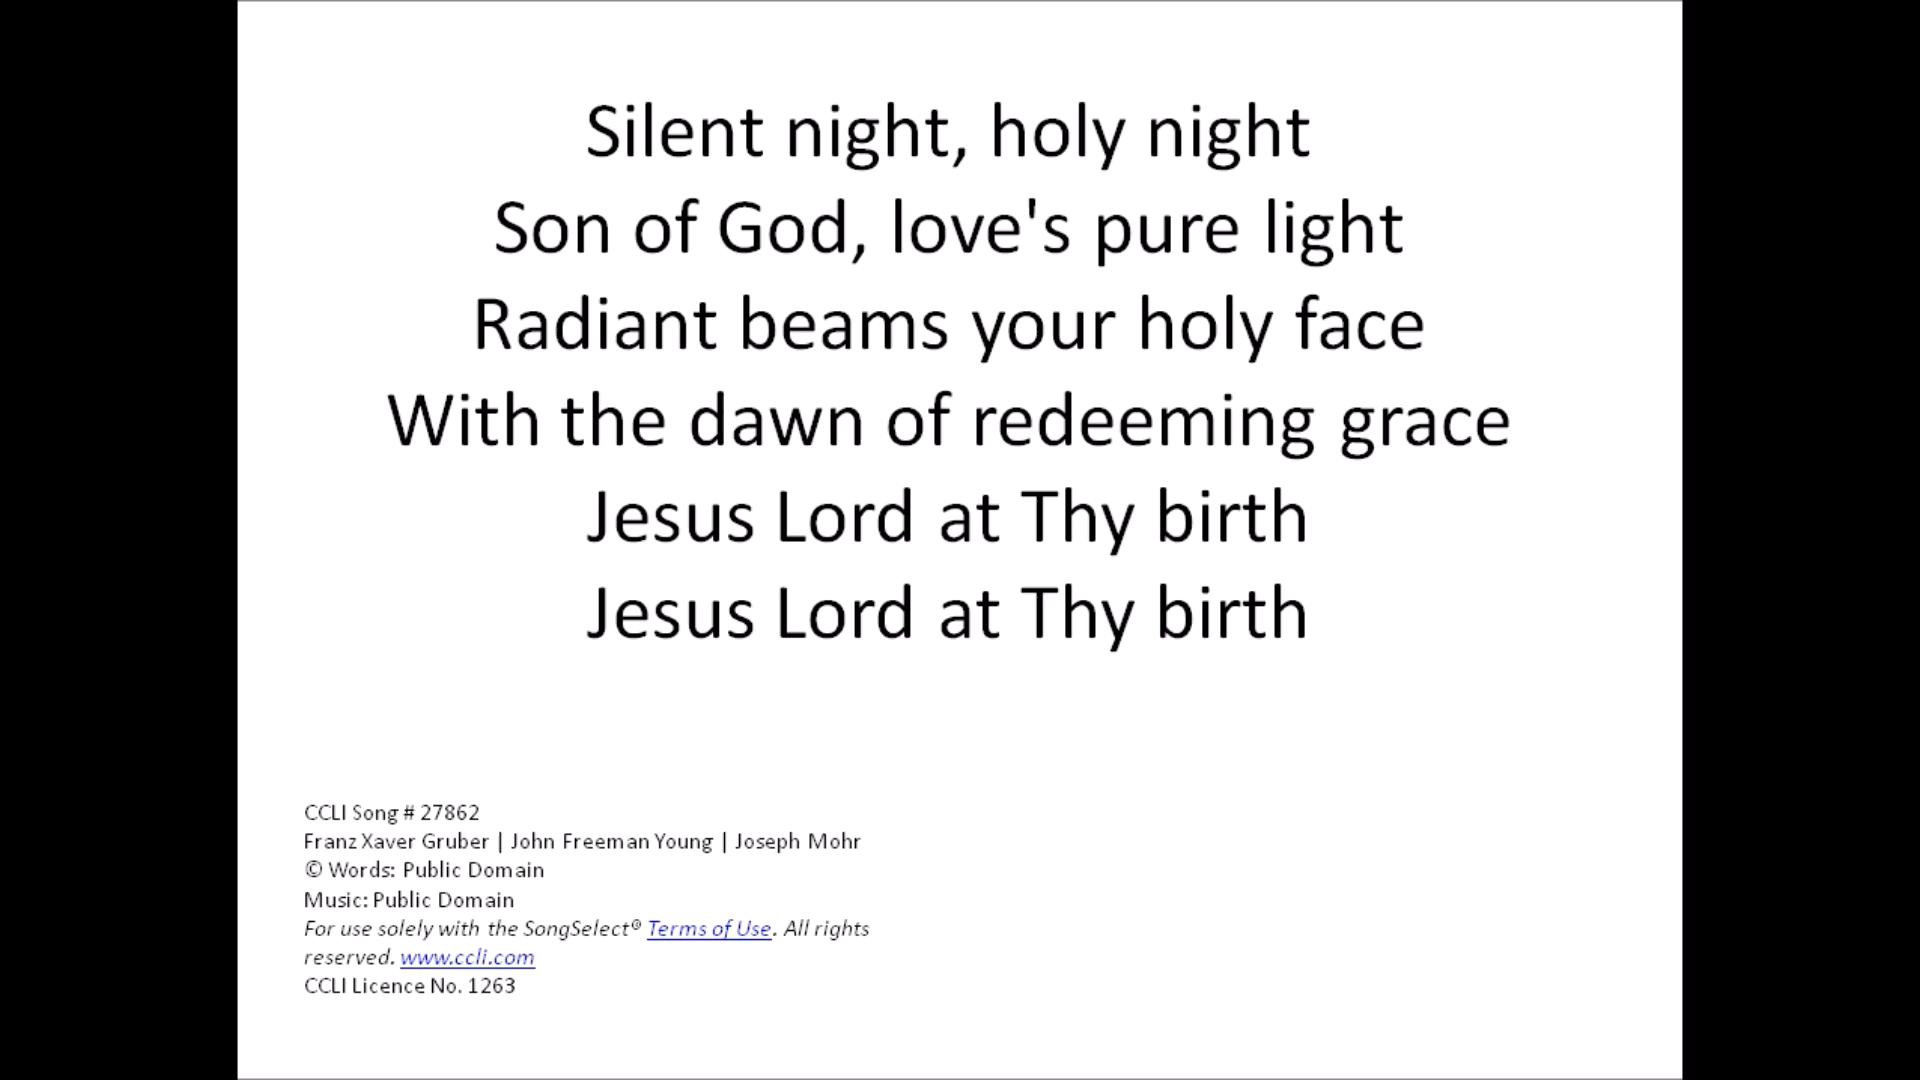 Silent night, holy night
Son of God, love's pure light
Radiant beams your holy face
With the dawn of redeeming grace
Jesus Lord at Thy birth
Jesus Lord at Thy birth
CCLI Song # 27862
Franz Xaver Gruber | John Freeman Young | Joseph Mohr
© Words: Public Domain
Music: Public Domain
For use solely with the SongSelect® Terms of Use. All rights
reserved. www.ccli.com
CCLI Licence No. 1263